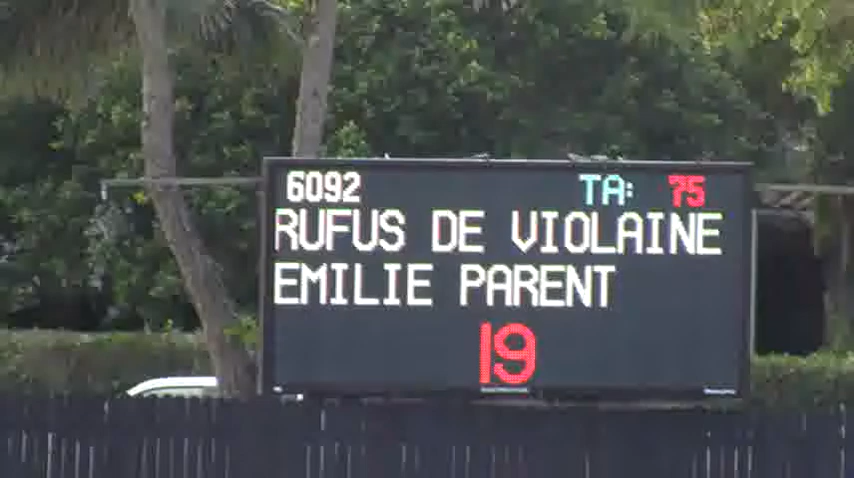 6092 TA: 75
RUFUS DE VIOLAINE
EMILIE PARENT
19